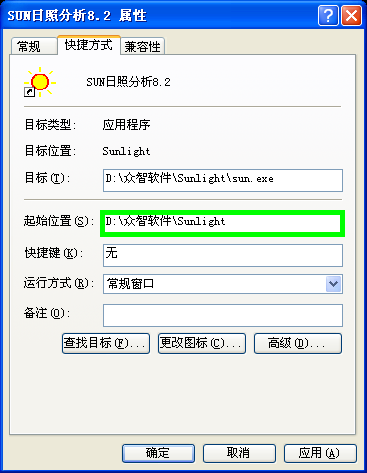 SUN日照分析8.2 属性
常规 快捷方式 兼容性
SUN日照分析8.2
目标类型: 应用程序
目标位置: Sunlight
目标(T): D:\众智软件\Sunlight\sun.exe
起始位置(S): D:\众智软件\Sunlight
快捷键(K): 无
运行方式(R): 常规窗口
备注(O):
查找目标(F)... 更改图标(C)... 高级(D)...
确定 取消 应用(A)